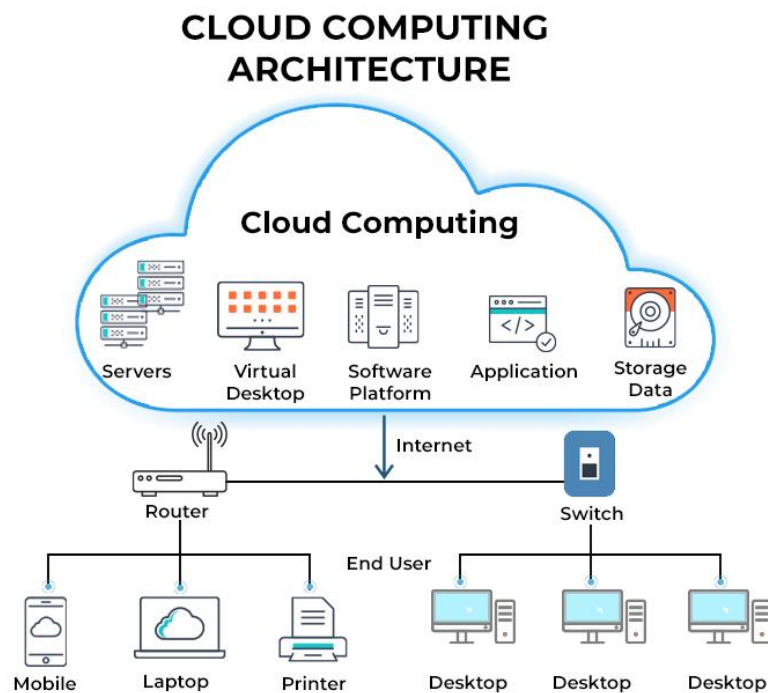 CLOUD COMPUTING
ARCHITECTURE
Cloud Computing
Servers
Virtual
Desktop
Software
Platform
Application
Storage
Data
Internet
Router
Switch
End User
Mobile
Laptop
Printer
Desktop
Desktop
Desktop